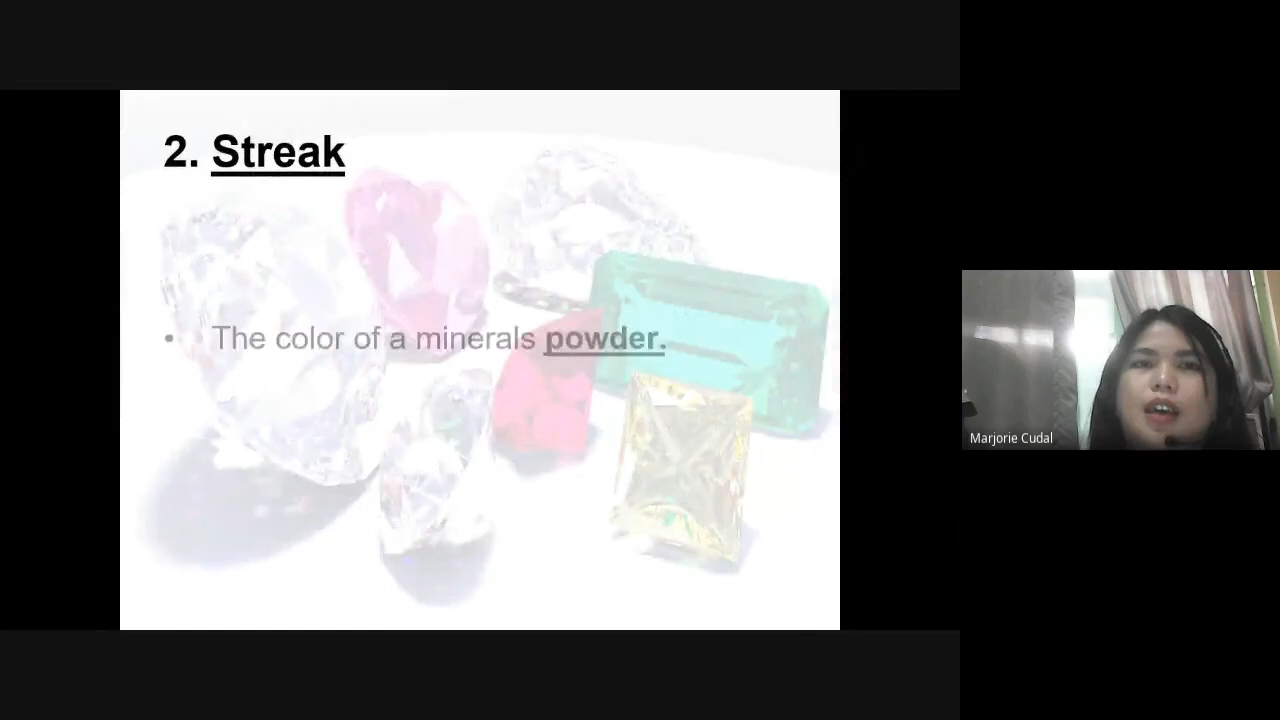 2. Streak
• The color of a minerals powder.
Marjorie Cudal